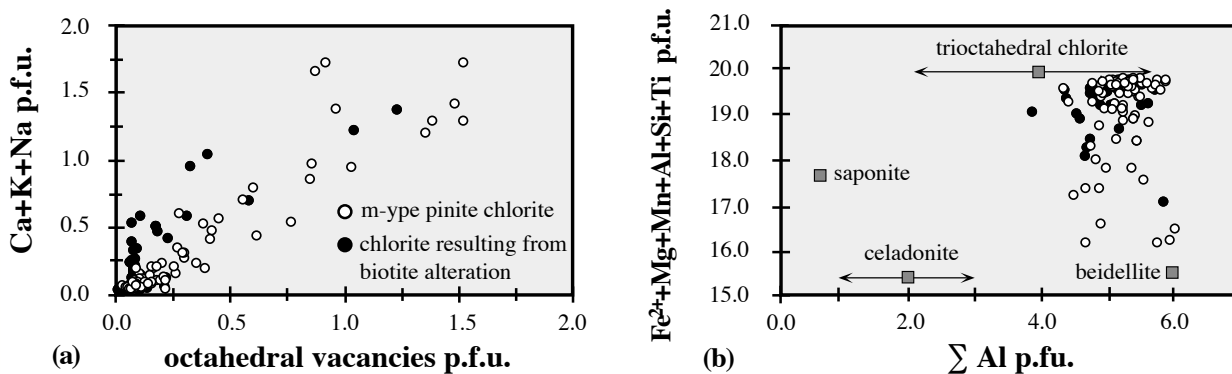 2.0
1.5
1.0
0.5
0.0
Ca+K+Na p.f.u.
m-ype pinite chlorite
chlorite resulting from
biotite alteration
0.0 0.5 1.0 1.5 2.0
(a) octahedral vacancies p.f.u.
21.0
20.0
19.0
18.0
17.0
16.0
15.0
Fe2++Mg+Mn+Al+Si+Ti p.f.u.
trioctahedral chlorite
saponite
celadonite
beidellite
0.0 2.0 4.0 6.0
(b) ∑ Al p.fu.